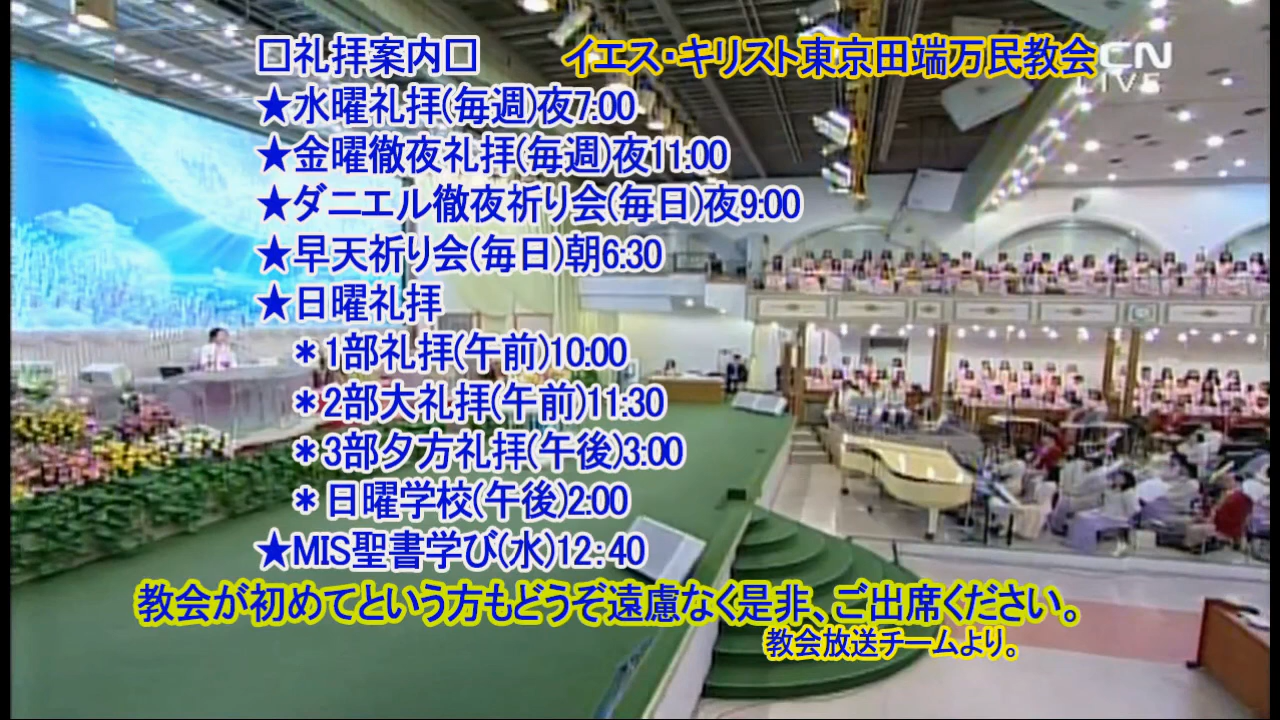 □礼拝案内□ イエス・キリスト東京田端万民教会
CN
LIVE
★水曜礼拝(毎週)夜7:00
★金曜徹夜礼拝(毎週)夜11:00
★ダニエル徹夜祈り会(毎日)夜9:00
★早天祈り会(毎日)朝6:30
★日曜礼拝
＊1部礼拝(午前)10:00
＊2部大礼拝(午前)11:30
＊3部夕方礼拝(午後)3:00
＊日曜学校(午後)2:00
★MIS聖書学び(水)12:40
教会が初めてという方もどうぞ遠慮なく是非、ご出席ください。
教会放送チームより。